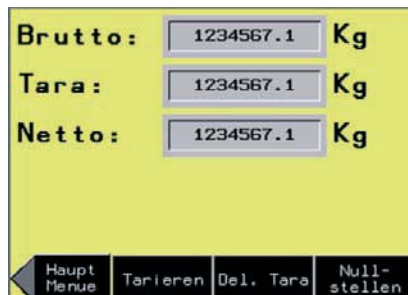 Brutto: 1234567.1 Kg
Tara: 1234567.1 Kg
Netto: 1234567.1 Kg
Haupt Menue
Tarieren
Del. Tara
Null-stellen